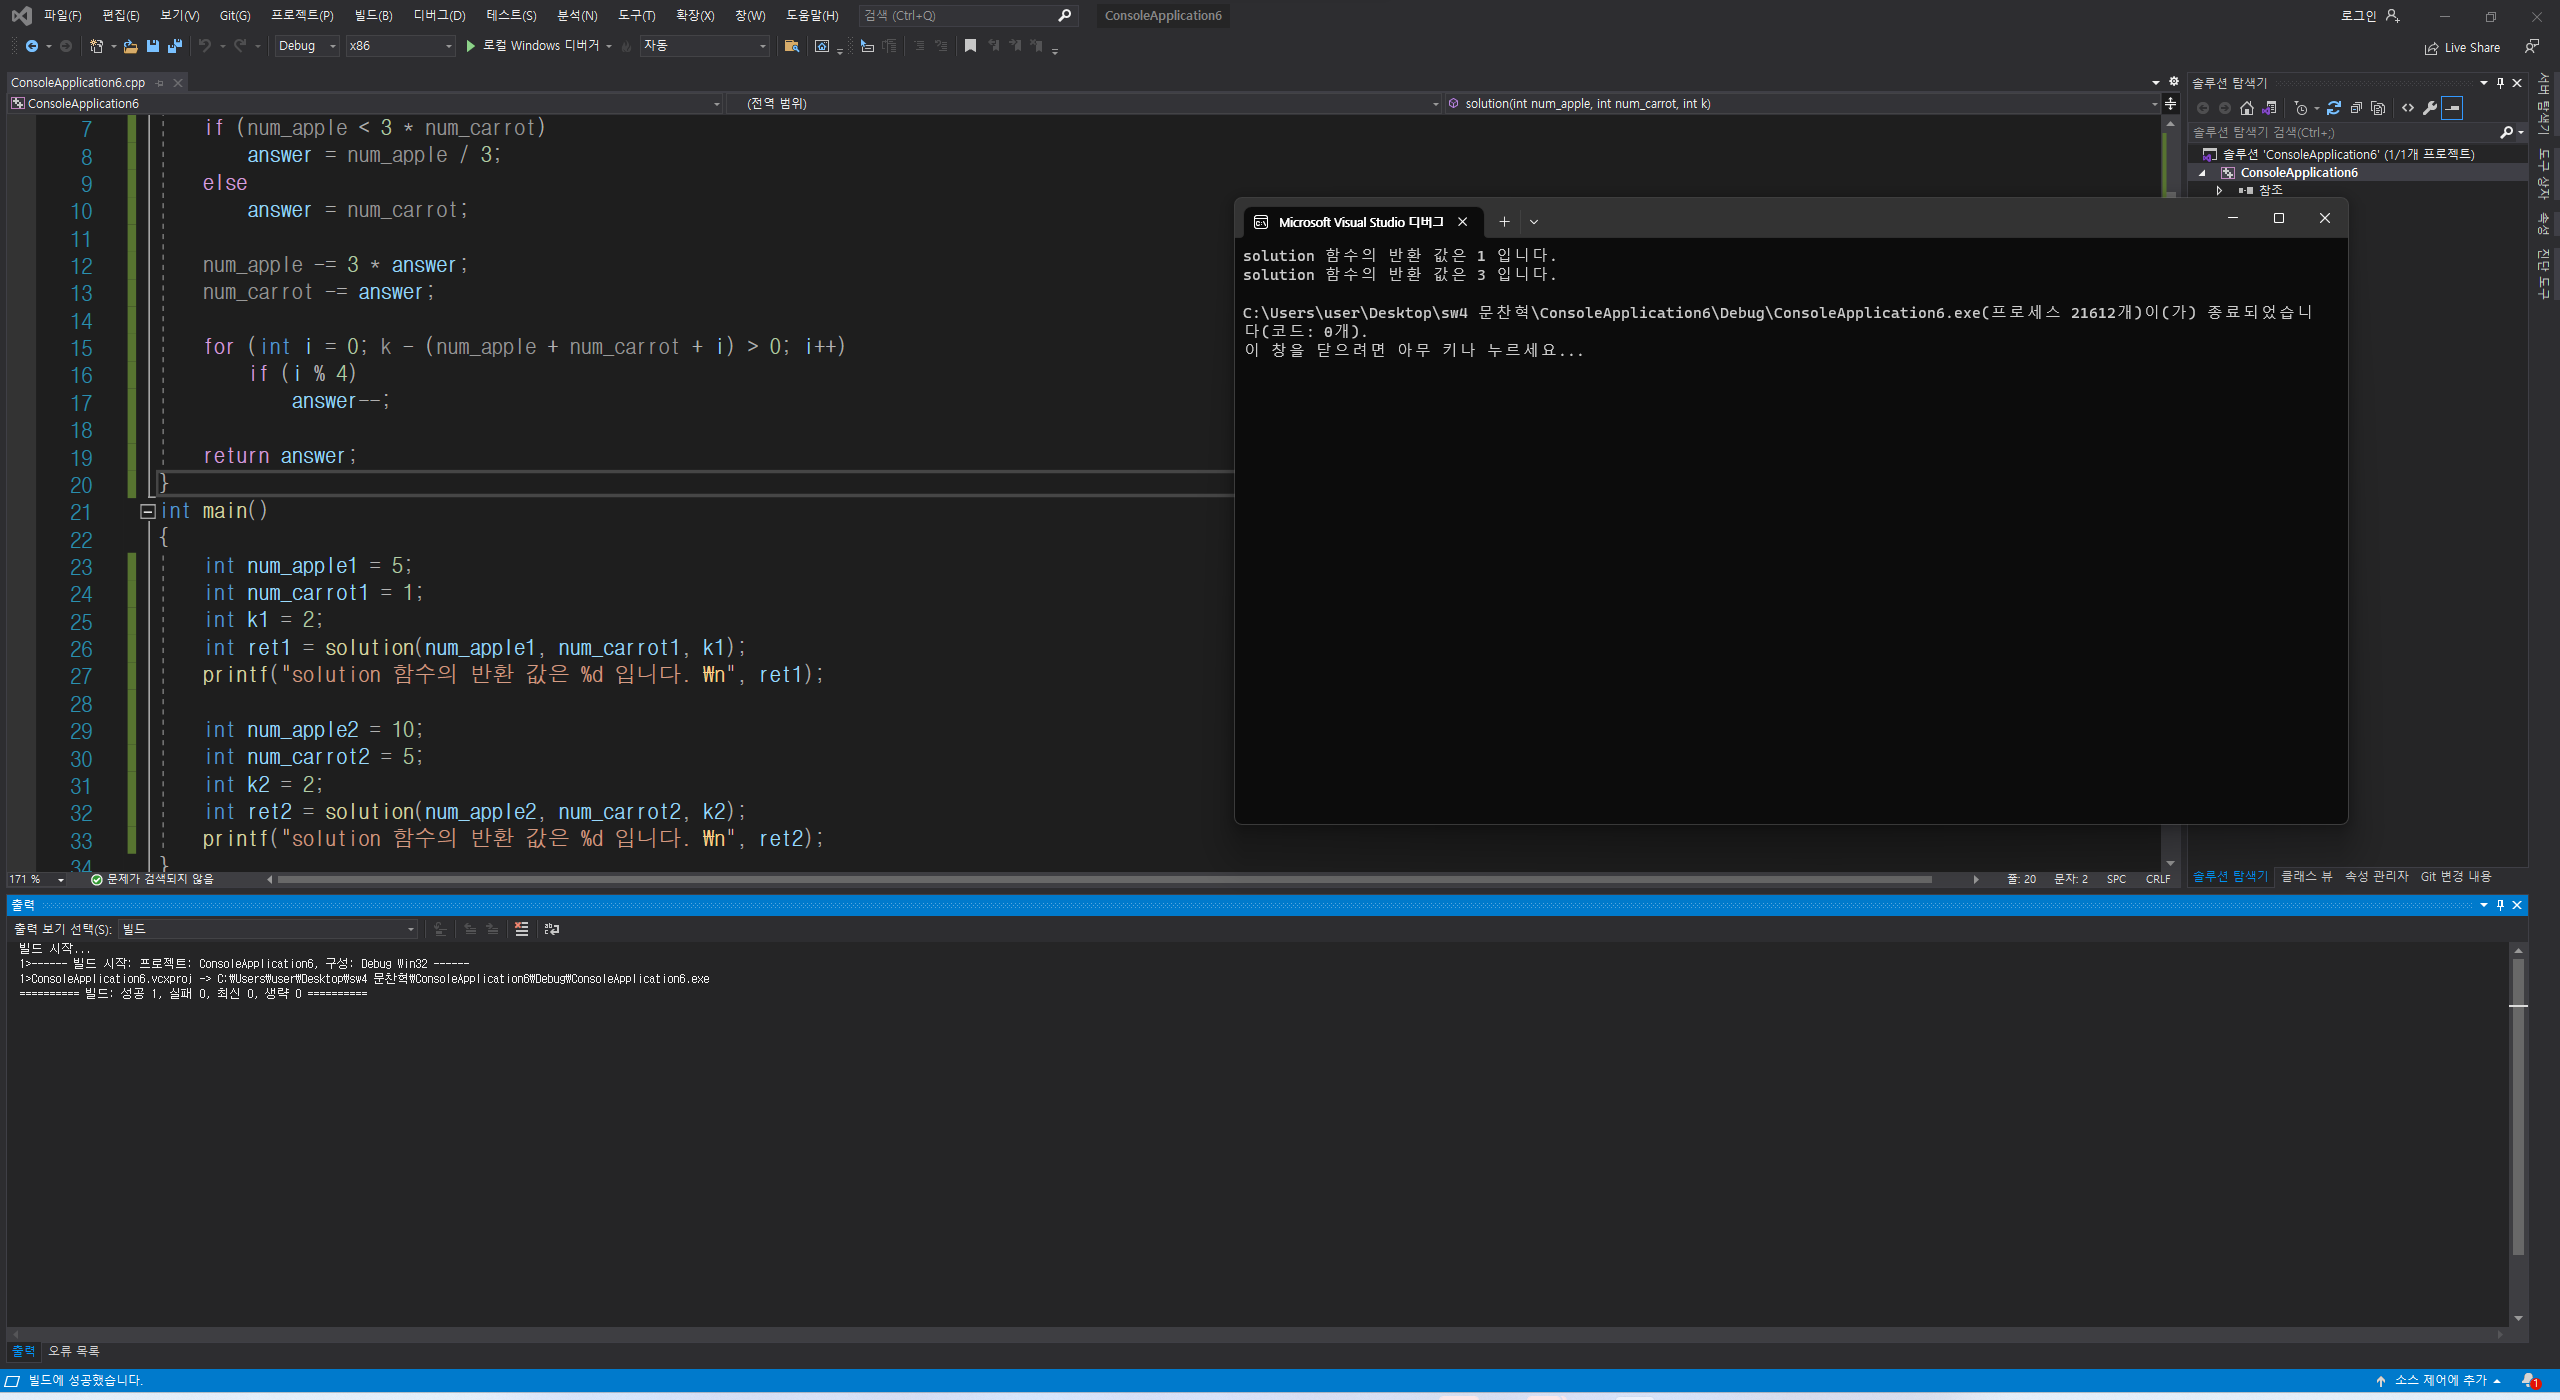 파일(F) 편집(E) 보기(V) Git(G) 프로젝트(P) 빌드(B) 디버그(D) 테스트(S) 분석(N) 도구(T) 확장(X) 창(W) 도움말(H) 검색 (Ctrl+Q) ConsoleApplication6 로그인
Debug x86 로컬 Windows 디버거 자동 Live Share
ConsoleApplication6.cpp
ConsoleApplication6 (전역 범위) solution(int num_apple, int num_carrot, int k)
7 if (num_apple < 3 * num_carrot)
8 answer = num_apple / 3;
9 else
10 answer = num_carrot;
11
12 num_apple -= 3 * answer;
13 num_carrot -= answer;
14
15 for (int i = 0; k - (num_apple + num_carrot + i) > 0; i++)
16 if (i % 4)
17 answer--;
18
19 return answer;
20 }
21 int main()
22 {
23 int num_apple1 = 5;
24 int num_carrot1 = 1;
25 int k1 = 2;
26 int ret1 = solution(num_apple1, num_carrot1, k1);
27 printf("solution 함수의 반환 값은 %d 입니다. ₩n", ret1);
28
29 int num_apple2 = 10;
30 int num_carrot2 = 5;
31 int k2 = 2;
32 int ret2 = solution(num_apple2, num_carrot2, k2);
33 printf("solution 함수의 반환 값은 %d 입니다. ₩n", ret2);
34 }
171 % 문제가 검색되지 않음 줄: 20 문자: 2 SPC CRLF
Microsoft Visual Studio 디버그
solution 함수의 반환 값은 1 입니다.
solution 함수의 반환 값은 3 입니다.
C:\Users\user\Desktop\sw4 문찬혁\ConsoleApplication6\Debug\ConsoleApplication6.exe(프로세스 21612개)이(가) 종료되었습니
다(코드: 0개).
이 창을 닫으려면 아무 키나 누르세요...
솔루션 탐색기
솔루션 탐색기 검색(Ctrl+;)
솔루션 'ConsoleApplication6' (1/1개 프로젝트)
ConsoleApplication6
참조
솔루션 탐색기 클래스 뷰 속성 관리자 Git 변경 내용
서버 탐색기
도구 상자
속성
진단 도구
출력
출력 보기 선택(S): 빌드
빌드 시작...
1>------ 빌드 시작: 프로젝트: ConsoleApplication6, 구성: Debug Win32 ------
1>ConsoleApplication6.vcxproj -> C:₩Users₩user₩Desktop₩sw4 문찬혁₩ConsoleApplication6₩Debug₩ConsoleApplication6.exe
========== 빌드: 성공 1, 실패 0, 최신 0, 생략 0 ==========
출력 오류 목록
빌드에 성공했습니다. 소스 제어에 추가 1